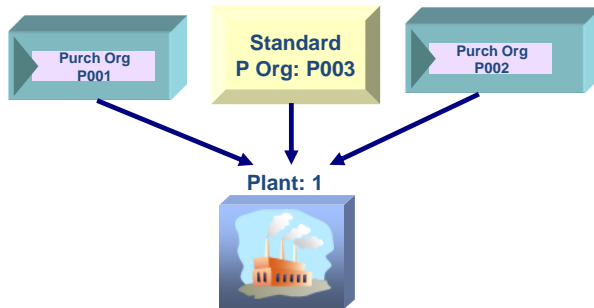 Purch Org
P001
Standard
P Org: P003
Purch Org
P002
Plant: 1